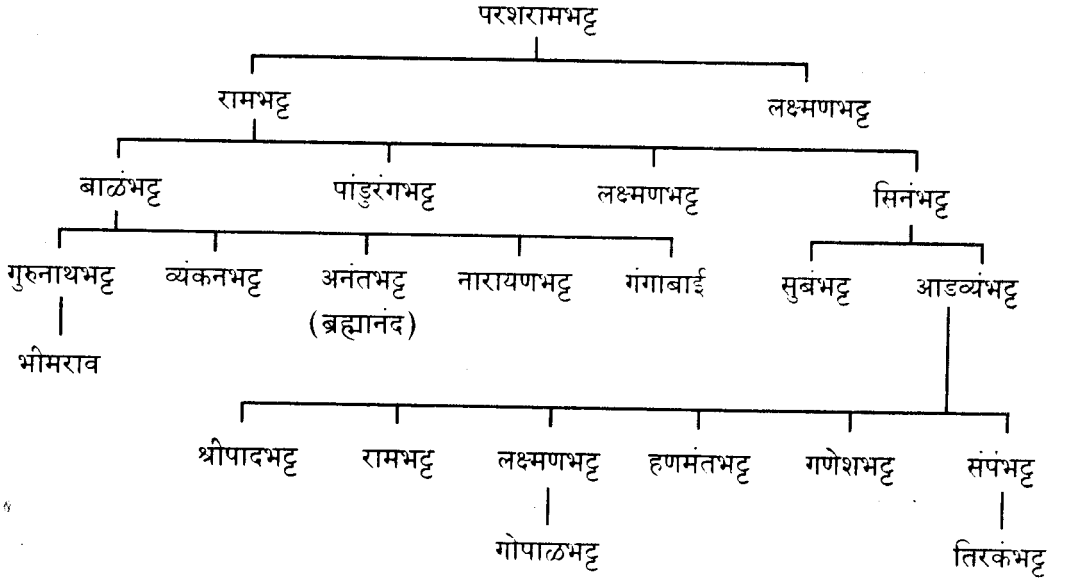 परशरामभट्ट
रामभट्ट लक्ष्मणभट्ट
बाळंभट्ट पांडुरंगभट्ट लक्ष्मणभट्ट सिनंभट्ट
गुरुनाथभट्ट व्यंकनभट्ट अनंतभट्ट नारायणभट्ट गंगाबाई सुबंभट्ट आडव्यंभट्ट
(ब्रह्मानंद)
भीमराव
श्रीपादभट्ट रामभट्ट लक्ष्मणभट्ट हणमंतभट्ट गणेशभट्ट संपंभट्ट
गोपाळभट्ट तिरकंभट्ट